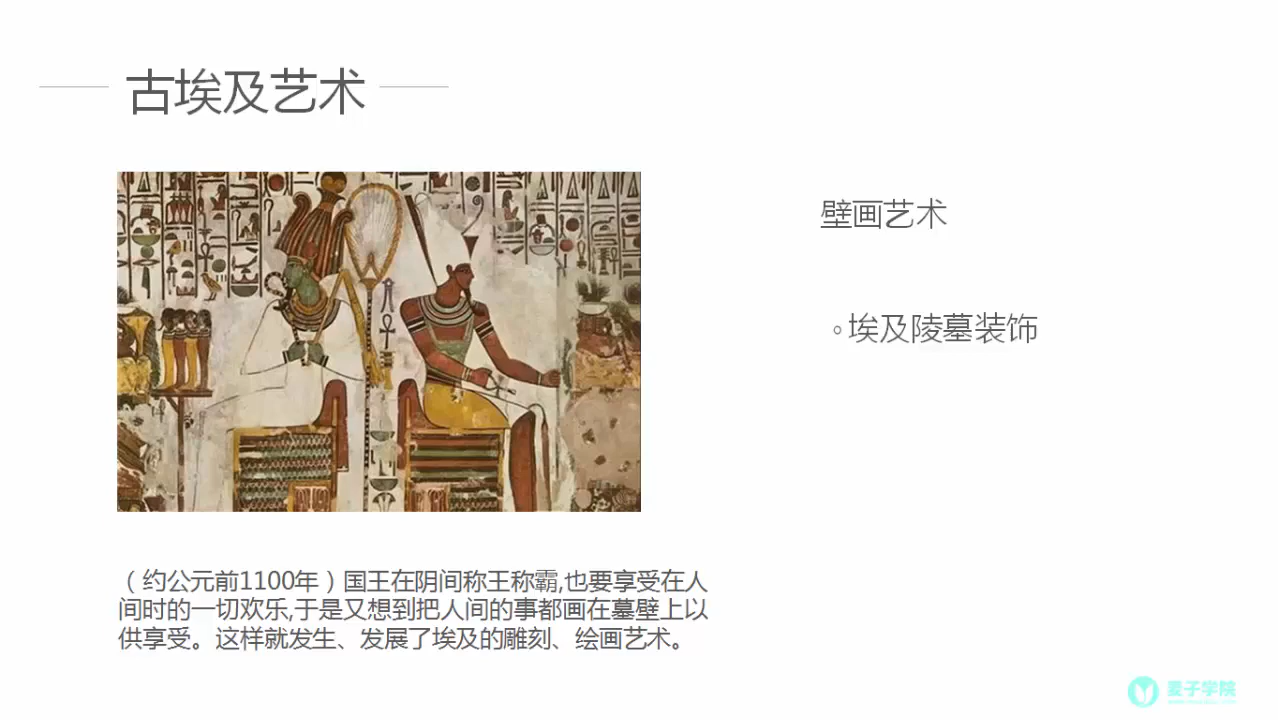 古埃及艺术
壁画艺术
埃及陵墓装饰
（约公元前1100年）国王在阴间称王称霸,也要享受在人
间时的一切欢乐,于是又想到把人间的事都画在墓壁上以
供享受。这样就发生、发展了埃及的雕刻、绘画艺术。
麦子学院